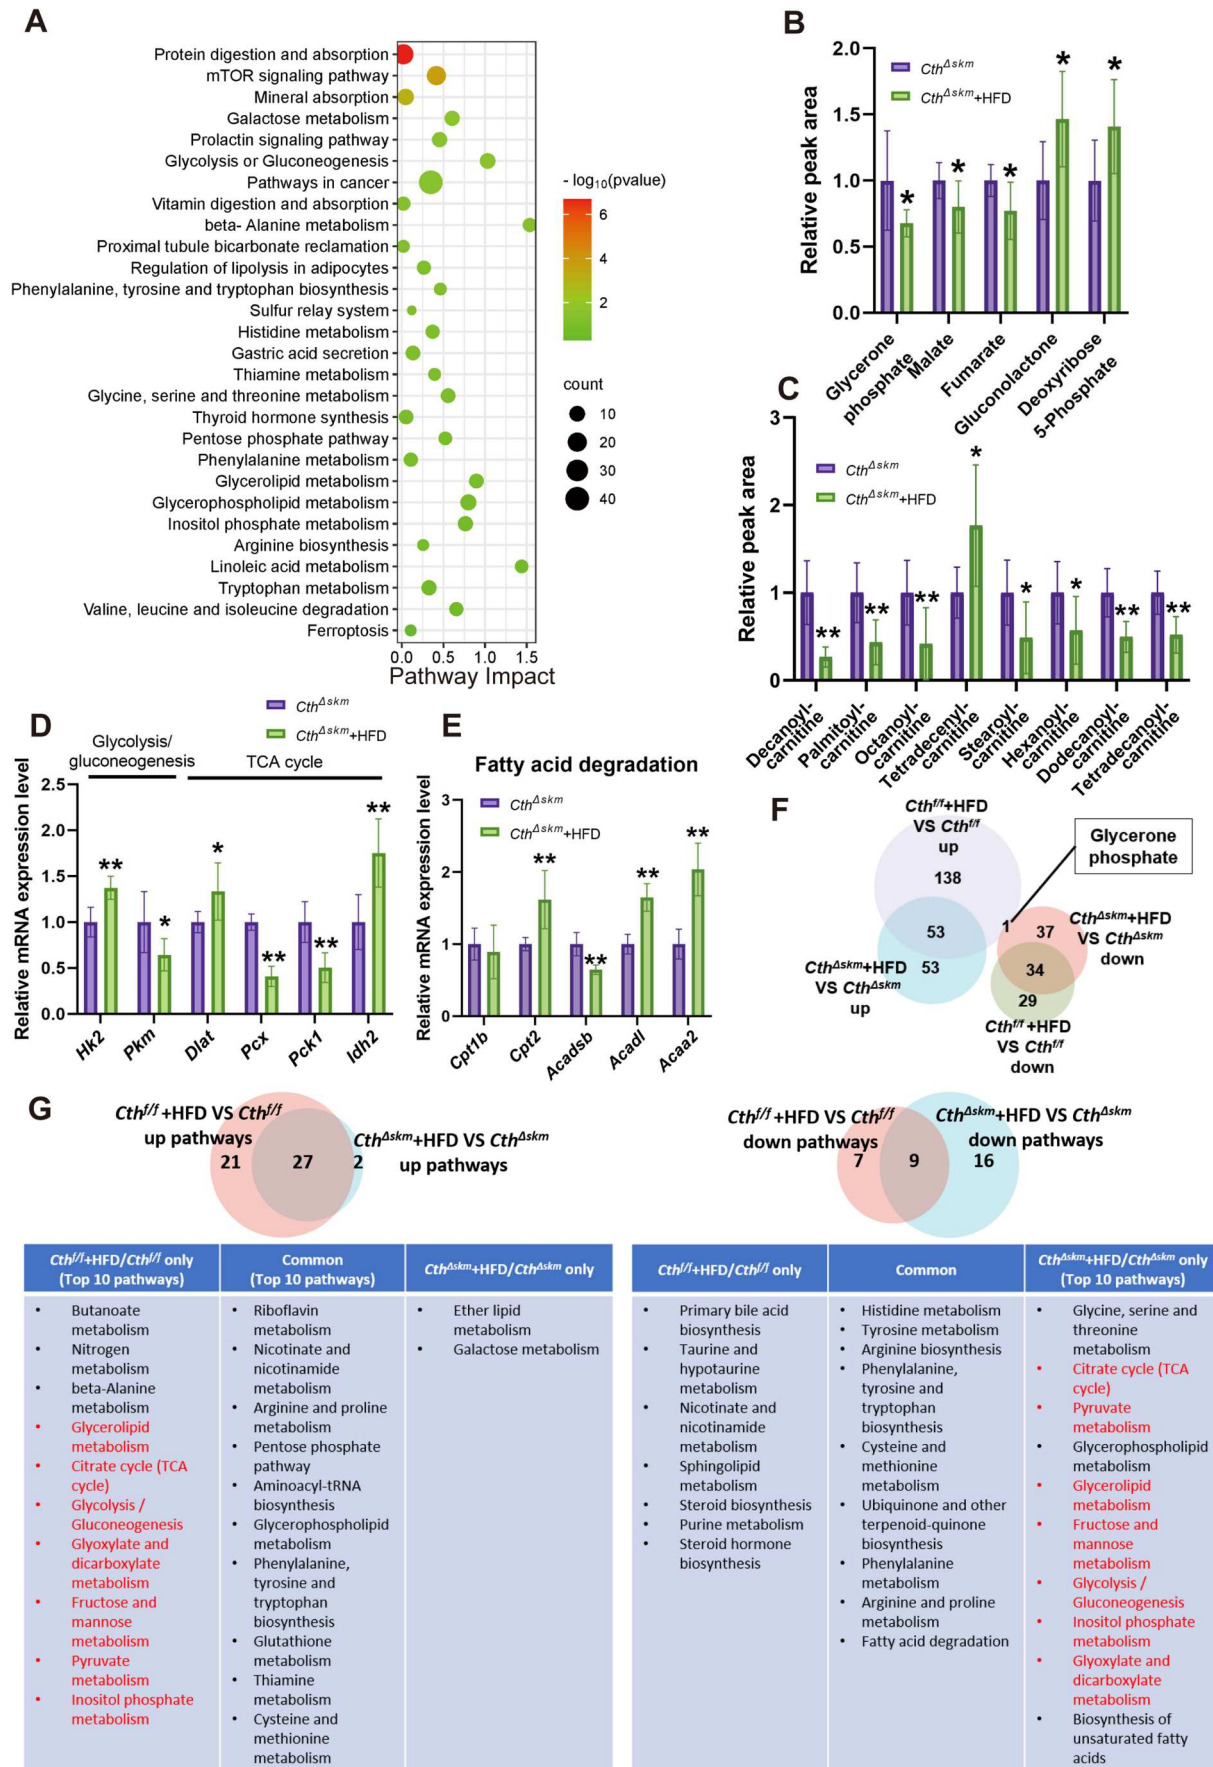 A
Protein digestion and absorption
mTOR signaling pathway
Mineral absorption
Galactose metabolism
Prolactin signaling pathway
Glycolysis or Gluconeogenesis
Pathways in cancer
Vitamin digestion and absorption
beta- Alanine metabolism
Proximal tubule bicarbonate reclamation
Regulation of lipolysis in adipocytes
Phenylalanine, tyrosine and tryptophan biosynthesis
Sulfur relay system
Histidine metabolism
Gastric acid secretion
Thiamine metabolism
Glycine, serine and threonine metabolism
Thyroid hormone synthesis
Pentose phosphate pathway
Phenylalanine metabolism
Glycerolipid metabolism
Glycerophospholipid metabolism
Inositol phosphate metabolism
Arginine biosynthesis
Linoleic acid metabolism
Tryptophan metabolism
Valine, leucine and isoleucine degradation
Ferroptosis
0.0 0.5 1.0 1.5
Pathway Impact
- log10(pvalue)
6
4
2
count
10
20
30
40
B
Relative peak area
2.0
1.5
1.0
0.5
0.0
CthΔskm
CthΔskm+HFD
* * * * *
Glycerone
phosphate
Malate
Fumarate
Gluconolactone
Deoxyribose
5-Phosphate
C
Relative peak area
3
2
1
0
CthΔskm
CthΔskm+HFD
** ** ** * * * ** **
Decanoyl-
carnitine
Palmitoyl-
carnitine
Octanoyl-
carnitine
Tetradecenyl-
carnitine
Stearoyl-
carnitine
Hexanoyl-
carnitine
Dodecanoyl-
carnitine
Tetradecanoyl-
carnitine
D
CthΔskm
CthΔskm+HFD
Glycolysis/
gluconeogenesis
TCA cycle
Relative mRNA expression level
2.5
2.0
1.5
1.0
0.5
0.0
** * * ** ** **
Hk2 Pkm Dlat Pcx Pck1 Idh2
E
Fatty acid degradation
Relative mRNA expression level
3
2
1
0
CthΔskm
CthΔskm+HFD
** ** ** **
Cpt1b Cpt2 Acadsb Acadl Acaa2
F
Cthf/f+HFD
VS Cthf/f
up
138
Glycerone
phosphate
53
1
37
CthΔskm+HFD
VS CthΔskm
down
CthΔskm+HFD
VS CthΔskm
up
53
34
29
Cthf/f+HFD
VS Cthf/f
down
G
Cthf/f +HFD VS Cthf/f
up pathways
21
27
2
CthΔskm+HFD VS CthΔskm
up pathways
Cthf/f +HFD VS Cthf/f
down pathways
7
9
16
CthΔskm+HFD VS CthΔskm
down pathways
Cthf/f+HFD/Cthf/f only
(Top 10 pathways)
• Butanoate
metabolism
• Nitrogen
metabolism
• beta-Alanine
metabolism
• Glycerolipid
metabolism
• Citrate cycle (TCA
cycle)
• Glycolysis /
Gluconeogenesis
• Glyoxylate and
dicarboxylate
metabolism
• Fructose and
mannose
metabolism
• Pyruvate
metabolism
• Inositol phosphate
metabolism
Common
(Top 10 pathways)
• Riboflavin
metabolism
• Nicotinate and
nicotinamide
metabolism
• Arginine and proline
metabolism
• Pentose phosphate
pathway
• Aminoacyl-tRNA
biosynthesis
• Glycerophospholipid
metabolism
• Phenylalanine,
tyrosine and
tryptophan
biosynthesis
• Glutathione
metabolism
• Thiamine
metabolism
• Cysteine and
methionine
metabolism
CthΔskm+HFD/CthΔskm only
• Ether lipid
metabolism
• Galactose metabolism
Cthf/f+HFD/Cthf/f only
• Primary bile acid
biosynthesis
• Taurine and
hypotaurine
metabolism
• Nicotinate and
nicotinamide
metabolism
• Sphingolipid
metabolism
• Steroid biosynthesis
• Purine metabolism
• Steroid hormone
biosynthesis
Common
• Histidine metabolism
• Tyrosine metabolism
• Arginine biosynthesis
• Phenylalanine,
tyrosine and
tryptophan
biosynthesis
• Cysteine and
methionine
metabolism
• Ubiquinone and other
terpenoid-quinone
biosynthesis
• Phenylalanine
metabolism
• Arginine and proline
metabolism
• Fatty acid degradation
CthΔskm+HFD/CthΔskm only
(Top 10 pathways)
• Glycine, serine and
threonine
metabolism
• Citrate cycle (TCA
cycle)
• Pyruvate
metabolism
• Glycerophospholipid
metabolism
• Glycerolipid
metabolism
• Fructose and
mannose
metabolism
• Glycolysis /
Gluconeogenesis
• Inositol phosphate
metabolism
• Glyoxylate and
dicarboxylate
metabolism
• Biosynthesis of
unsaturated fatty
acids